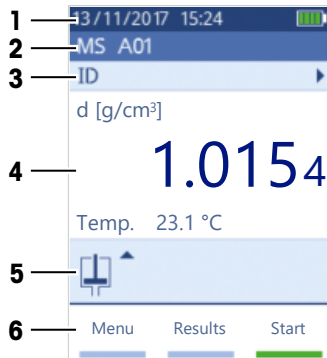 1 13/11/2017 15:24
2 MS A01
3 ID
d [g/cm³]
4 1.0154
Temp. 23.1 °C
5
6 Menu Results Start